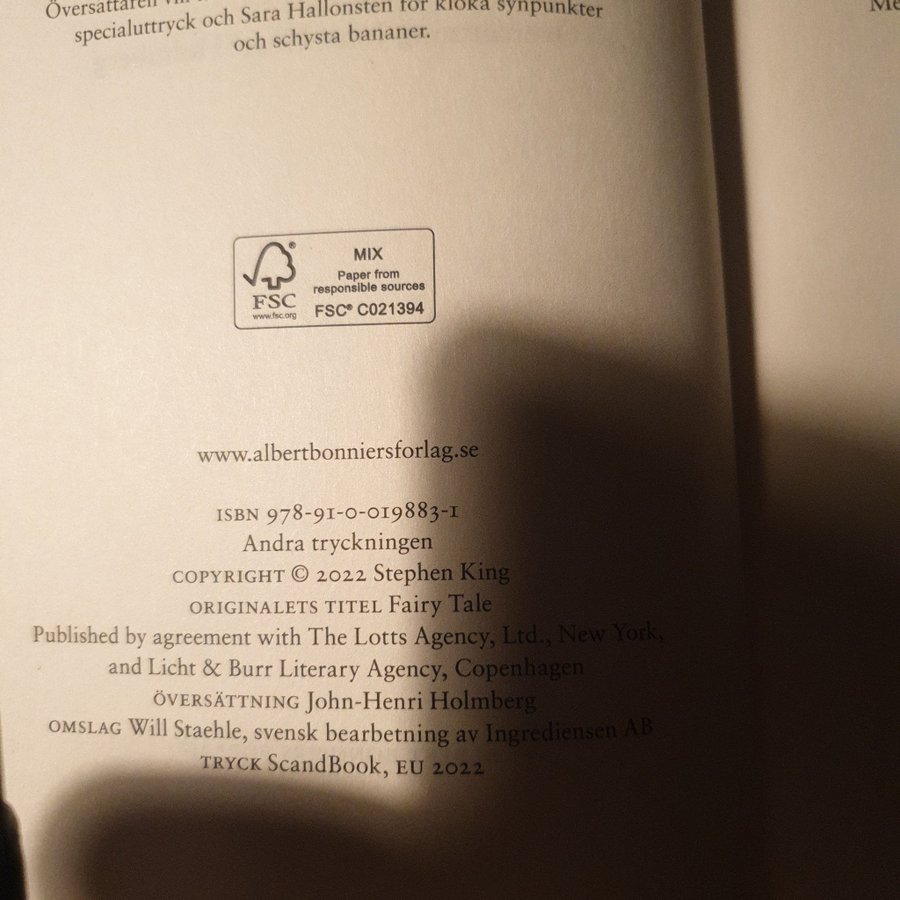 Översättaren vill
specialuttryck och Sara Hallonsten för kloka synpunkter
och schysta bananer.
Me
FSC®
www.fsc.org
MIX
Paper from
responsible sources
FSC® C021394
www.albertbonniersforlag.se
ISBN 978-91-0-019883-1
Andra tryckningen
COPYRIGHT © 2022 Stephen King
ORIGINALETS TITEL Fairy Tale
Published by agreement with The Lotts Agency, Ltd., New York,
and Licht & Burr Literary Agency, Copenhagen
ÖVERSÄTTNING John-Henri Holmberg
OMSLAG Will Staehle, svensk bearbetning av Ingrediensen AB
TRYCK ScandBook, EU 2022